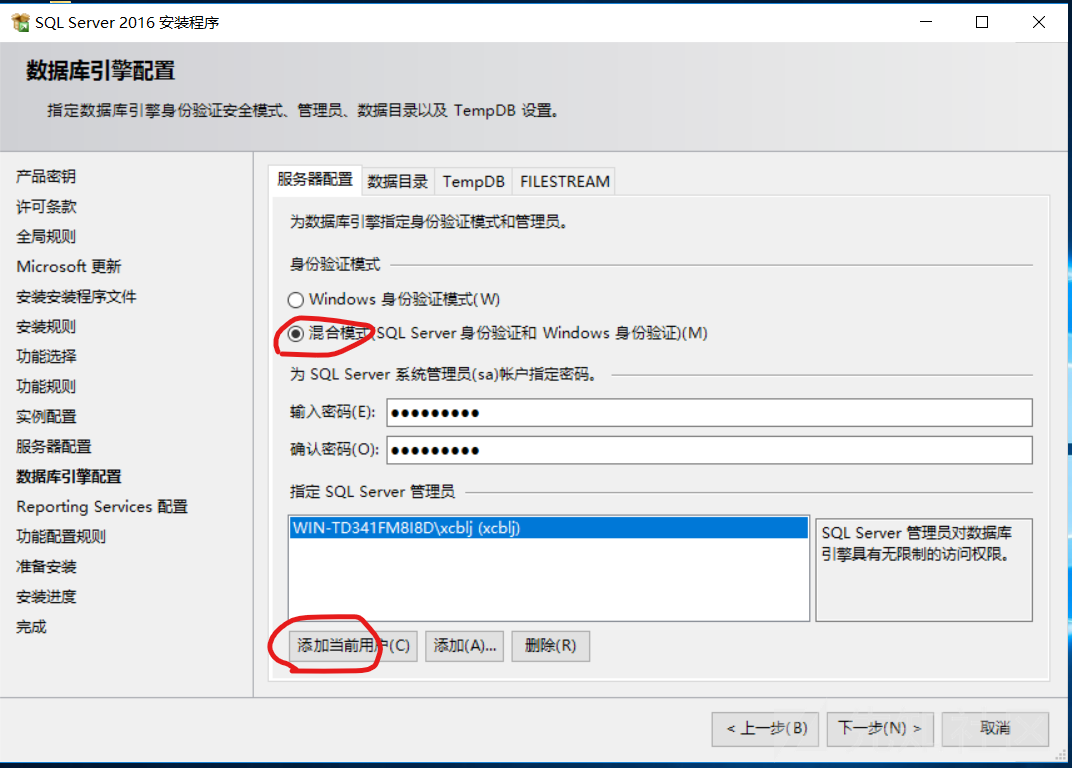 SQL Server 2016 安装程序
数据库引擎配置
指定数据库引擎身份验证安全模式、管理员、数据目录以及 TempDB 设置。
产品密钥
许可条款
全局规则
Microsoft 更新
安装安装程序文件
安装规则
功能选择
功能规则
实例配置
服务器配置
数据库引擎配置
Reporting Services 配置
功能配置规则
准备安装
安装进度
完成
服务器配置 数据目录 TempDB FILESTREAM
为数据库引擎指定身份验证模式和管理员。
身份验证模式
Windows 身份验证模式(W)
混合模式(SQL Server 身份验证和 Windows 身份验证)(M)
为 SQL Server 系统管理员(sa)帐户指定密码。
输入密码(E): ●●●●●●●●●
确认密码(O): ●●●●●●●●●
指定 SQL Server 管理员
WIN-TD341FM8I8D\xcblj (xcblj)
SQL Server 管理员对数据库
引擎具有无限制的访问权限。
添加当前用户(C) 添加(A)... 删除(R)
< 上一步(B) 下一步(N) > 取消